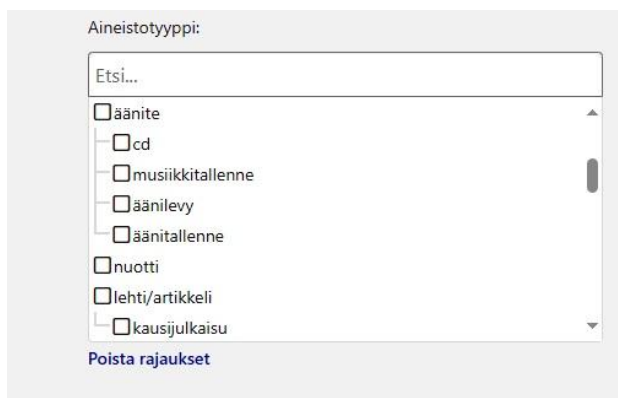 Aineistotyyppi:
Etsi...
äänite
cd
musiikkitallenne
äänilevy
äänitallenne
nuotti
lehti/artikkeli
kausijulkaisu
Poista rajaukset